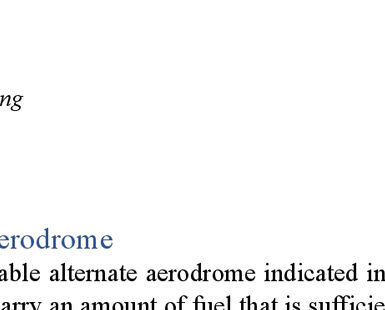 ng
erodrome
able alternate aerodrome indicated in
arry an amount of fuel that is sufficie